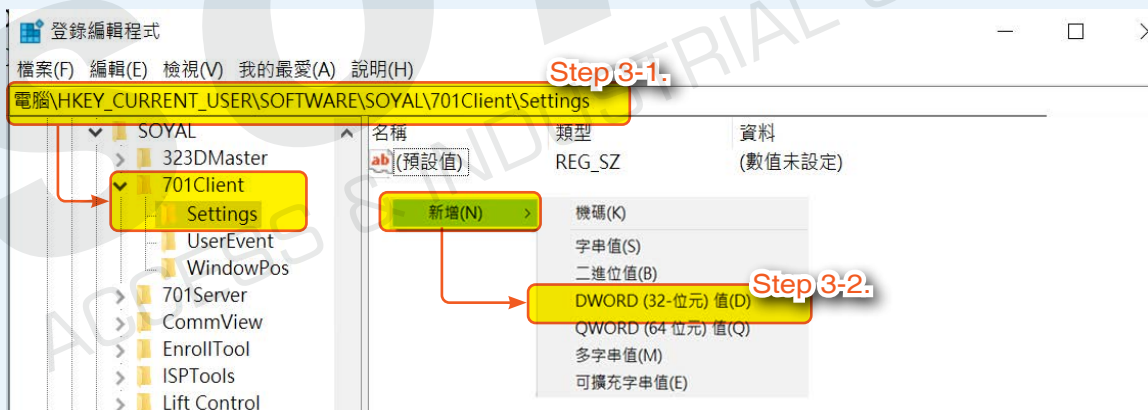 登錄編輯程式
檔案(F) 編輯(E) 檢視(V) 我的最愛(A) 說明(H)
Step 3-1.
電腦\HKEY_CURRENT_USER\SOFTWARE\SOYAL\701Client\Settings
SOYAL
323DMaster
701Client
Settings
UserEvent
WindowPos
701Server
CommView
EnrollTool
ISPTools
Lift Control
名稱 類型 資料
ab (預設值) REG_SZ (數值未設定)
新增(N) >
機碼(K)
字串值(S)
二進位值(B)
Step 3-2.
DWORD (32-位元) 值(D)
QWORD (64 位元) 值(Q)
多字串值(M)
可擴充字串值(E)
ACCESS & INDUSTRIAL